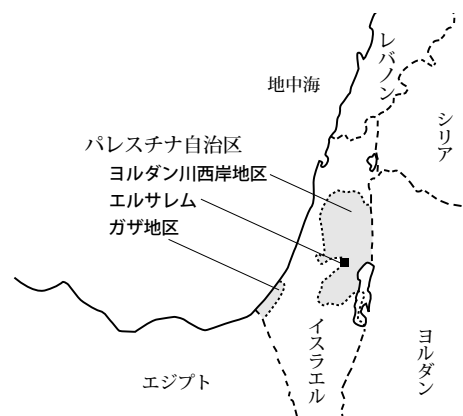 レバノン
地中海
シリア
パレスチナ自治区
ヨルダン川西岸地区
エルサレム
ガザ地区
イスラエル
ヨルダン
エジプト